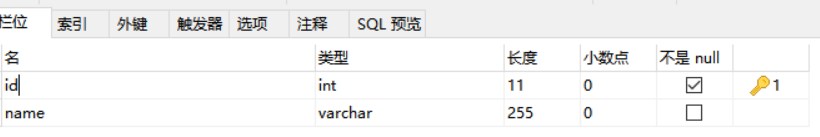 栏位 索引 外键 触发器 选项 注释 SQL 预览
名 类型 长度 小数点 不是 null
id int 11 0 1
name varchar 255 0